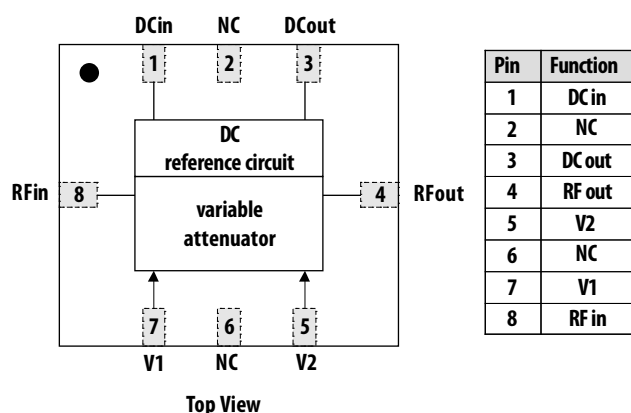 DCin NC DCout
1 2 3
DC
reference circuit
RFin 8 4 RFout
variable
attenuator
7 6 5
V1 NC V2
Top View
Pin Function
1 DC in
2 NC
3 DC out
4 RF out
5 V2
6 NC
7 V1
8 RF in